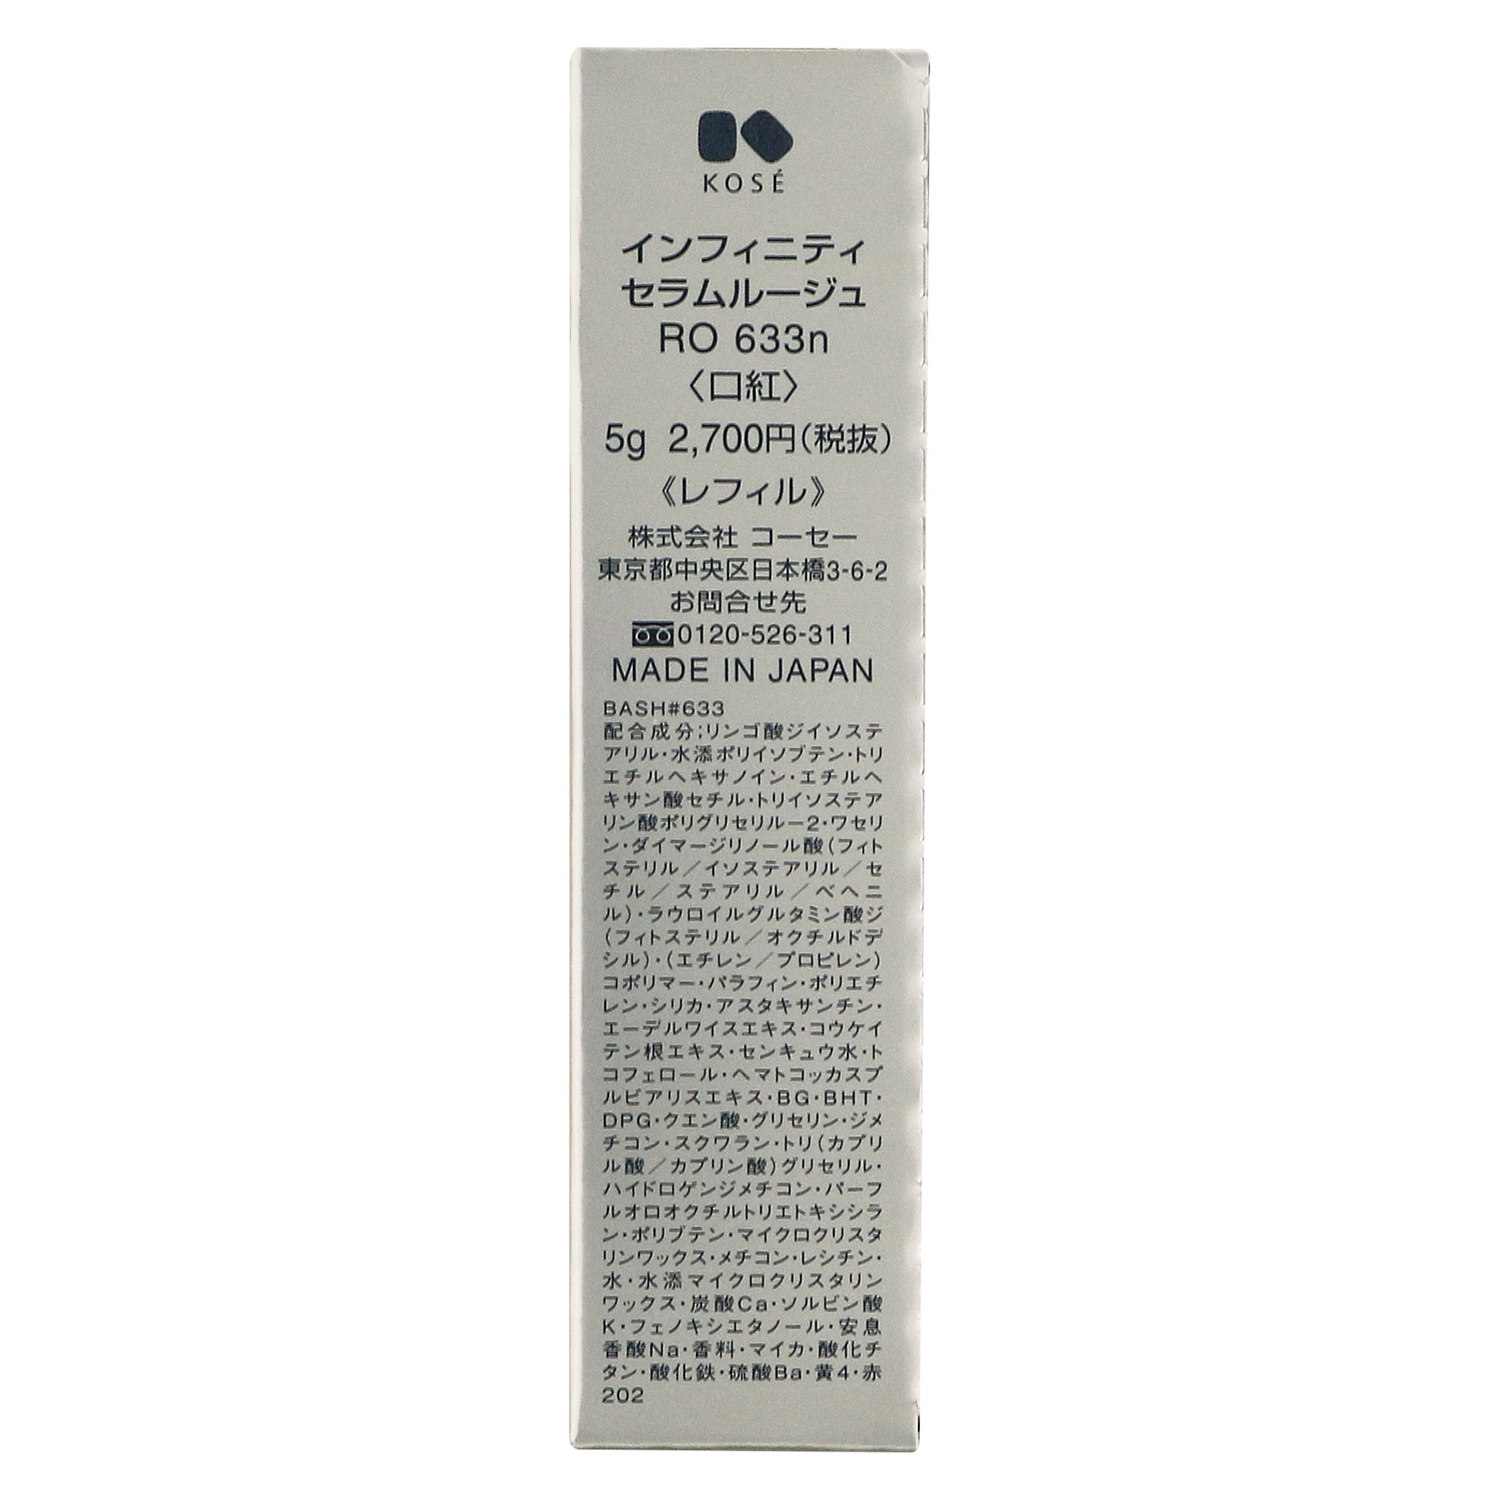 KOSÉ
インフィニティ
セラムルージュ
RO 633n
〈口紅〉
5g 2,700円(税抜)
《レフィル》
株式会社 コーセー
東京都中央区日本橋3-6-2
お問合せ先
0120-526-311
MADE IN JAPAN
BASH#633
配合成分;リンゴ酸ジイソステ
アリル・水添ポリイソブテン・トリ
エチルヘキサノイン・エチルヘ
キサン酸セチル・トリイソステア
リン酸ポリグリセリル−2・ワセリ
ン・ダイマージリノール酸(フィト
ステリル/イソステアリル/セ
チル/ステアリル/ベヘニ
ル)・ラウロイルグルタミン酸ジ
(フィトステリル/オクチルドデ
シル)・(エチレン/プロピレン)
コポリマー・パラフィン・ポリエチ
レン・シリカ・アスタキサンチン・
エーデルワイスエキス・コウケイ
テン根エキス・センキュウ水・ト
コフェロール・ヘマトコッカスプ
ルビアリスエキス・BG・BHT・
DPG・クエン酸・グリセリン・ジメ
チコン・スクワラン・トリ(カプリ
ル酸/カプリン酸)グリセリル・
ハイドロゲンジメチコン・パーフ
ルオロオクチルトリエトキシシラ
ン・ポリブテン・マイクロクリスタ
リンワックス・メチコン・レシチン・
水・水添マイクロクリスタリン
ワックス・炭酸Ca・ソルビン酸
K・フェノキシエタノール・安息
香酸Na・香料・マイカ・酸化チ
タン・酸化鉄・硫酸Ba・黄4・赤
202